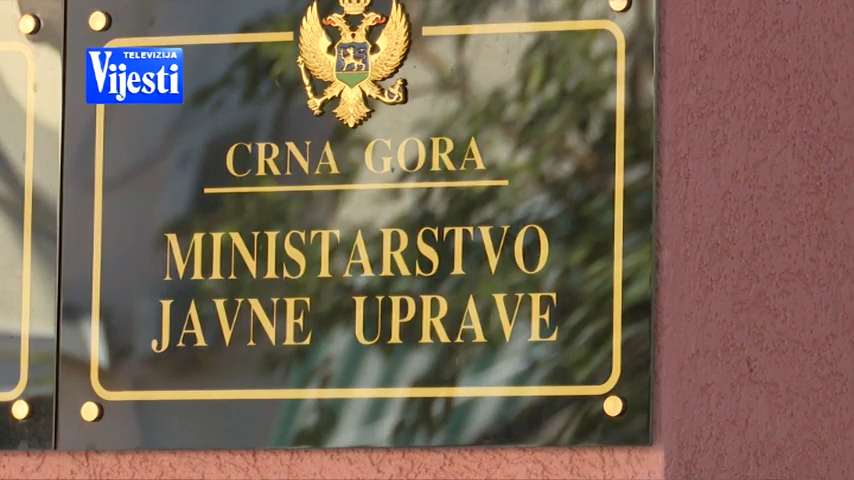 TELEVIZIJA
Vijesti
CRNA GORA
MINISTARSTVO
JAVNE UPRAVE